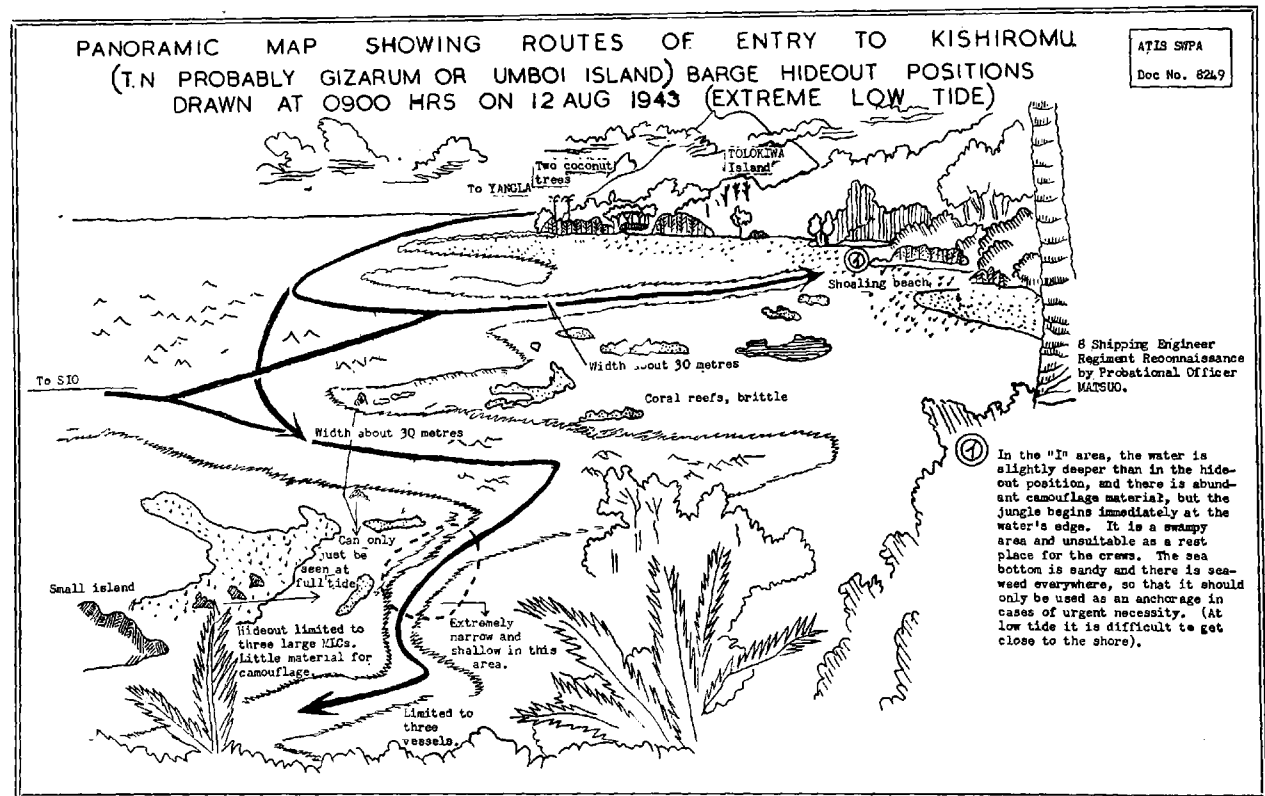 PANORAMIC MAP SHOWING ROUTES OF ENTRY TO KISHIROMU
(T.N PROBABLY GIZARUM OR UMBOI ISLAND) BARGE HIDEOUT POSITIONS
DRAWN AT 0900 HRS ON 12 AUG 1943 (EXTREME LOW TIDE)
ATIS SWPA
Doc No. 8249
Two coconut
trees
TOLOKIWA
Island
To YANGLA
1
Shoaling beach
Width about 30 metres
To SIO
Coral reefs, brittle
Width about 30 metres
8 Shipping Engineer
Regiment Reconnaissance
by Probational Officer
MATSUO.
1
In the "I" area, the water is
slightly deeper than in the hide-
out position, and there is abund-
ant camouflage material, but the
jungle begins immediately at the
water's edge. It is a swampy
area and unsuitable as a rest
place for the crews. The sea
bottom is sandy and there is sea-
weed everywhere, so that it should
only be used as an anchorage in
cases of urgent necessity. (At
low tide it is difficult to get
close to the shore).
Can only
just be
seen at
full tide
Small island
Hideout limited to
three large MLCs.
Little material for
camouflage.
Extremely
narrow and
shallow in this
area.
Limited to
three
vessels.